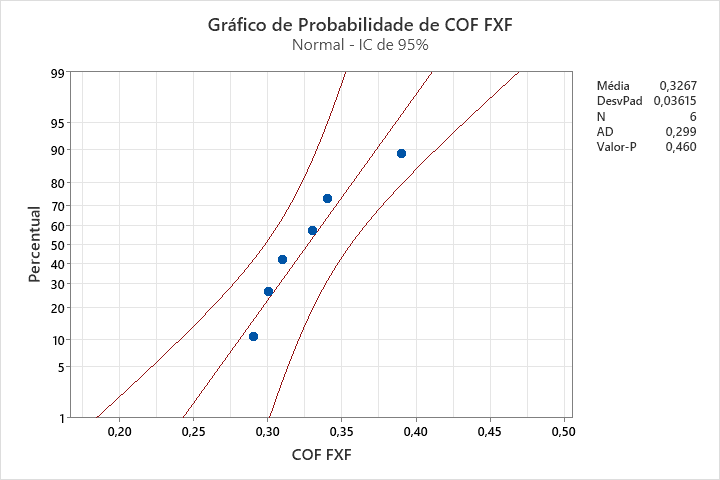 Gráfico de Probabilidade de COF FXF
Normal - IC de 95%
Média 0,3267
DesvPad 0,03615
N 6
AD 0,299
Valor-P 0,460
Percentual
99
95
90
80
70
60
50
40
30
20
10
5
1
0,20 0,25 0,30 0,35 0,40 0,45 0,50
COF FXF